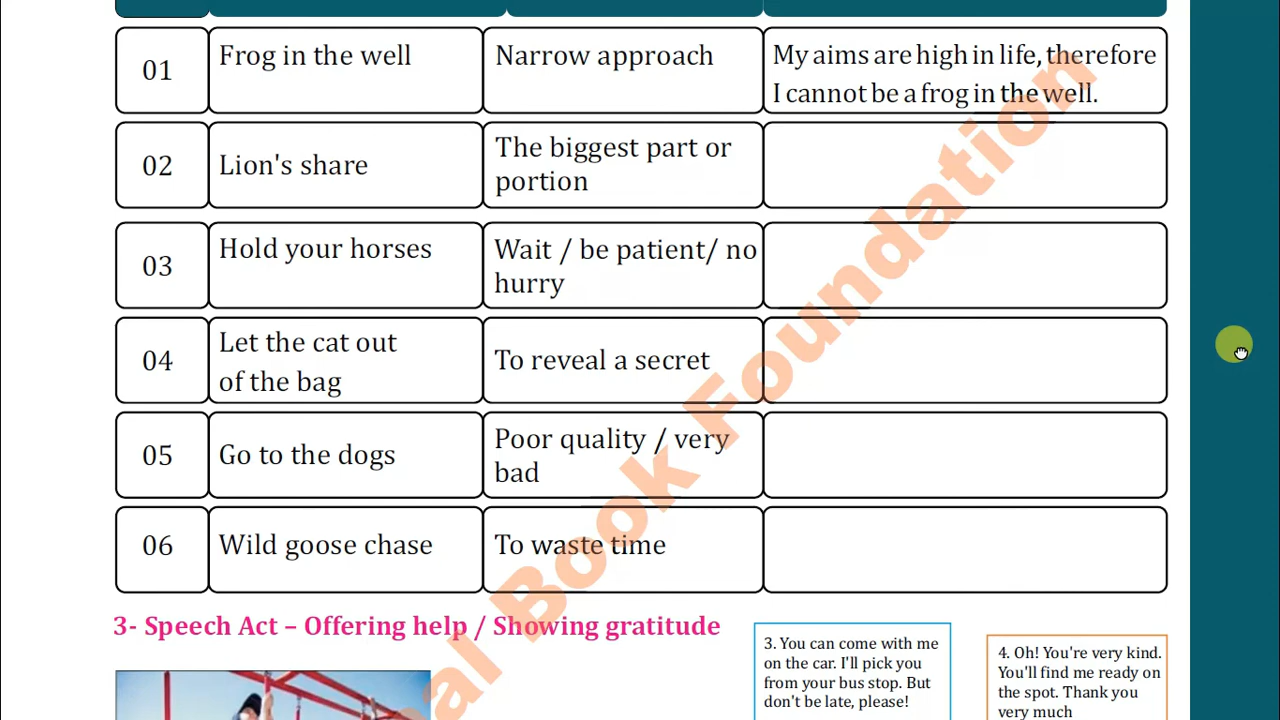 01
Frog in the well
Narrow approach
My aims are high in life, therefore
I cannot be a frog in the well.
02
Lion's share
The biggest part or
portion
03
Hold your horses
Wait / be patient/ no
hurry
04
Let the cat out
of the bag
To reveal a secret
05
Go to the dogs
Poor quality / very
bad
06
Wild goose chase
To waste time
3- Speech Act – Offering help / Showing gratitude
3. You can come with me
on the car. I'll pick you
from your bus stop. But
don't be late, please!
4. Oh! You're very kind.
You'll find me ready on
the spot. Thank you
very much
al Book Foundation